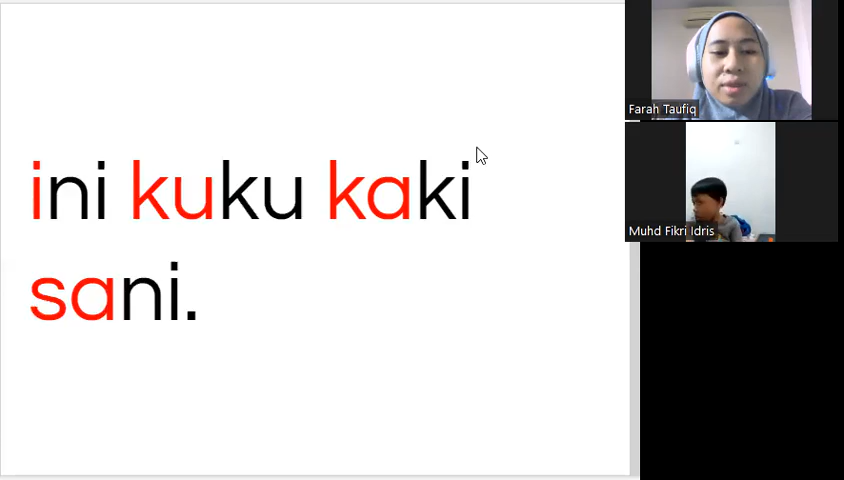 ini kuku kaki
sani.
Farah Taufiq
Muhd Fikri Idris